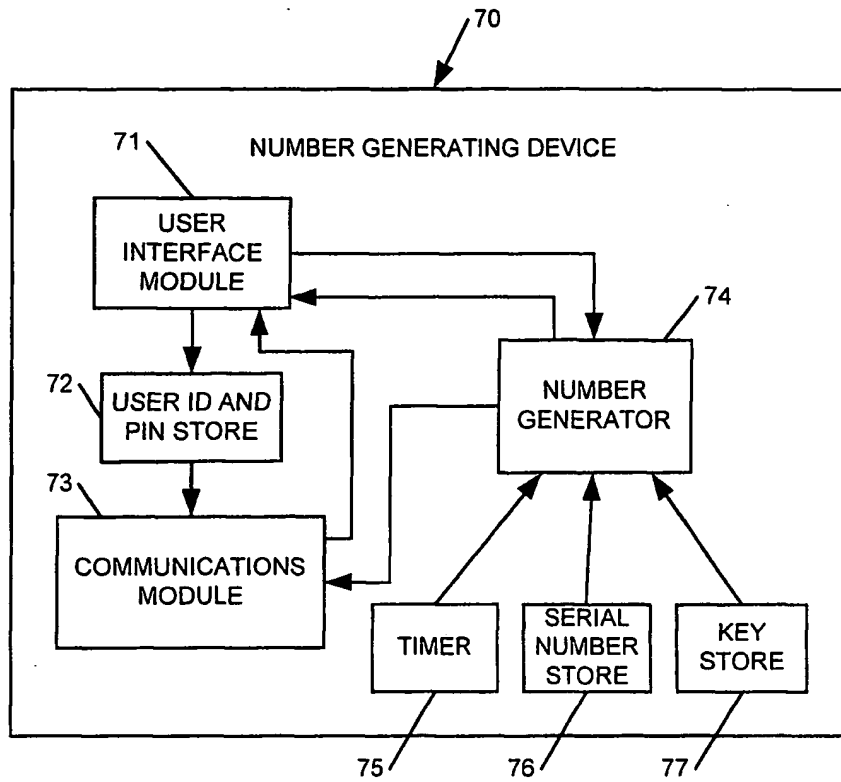 70
NUMBER GENERATING DEVICE
71
USER
INTERFACE
MODULE
74
NUMBER
GENERATOR
72
USER ID AND
PIN STORE
73
COMMUNICATIONS
MODULE
TIMER
SERIAL
NUMBER
STORE
KEY
STORE
75
76
77